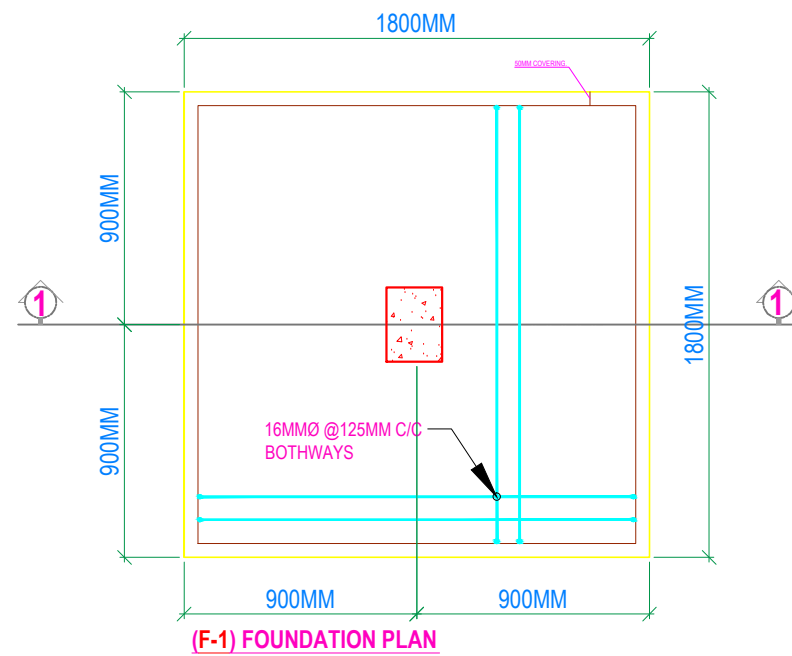 1800MM
50MM COVERING
900MM
1
1
1800MM
16MMØ @125MM C/C
BOTHWAYS
900MM
900MM
900MM
(F-1) FOUNDATION PLAN